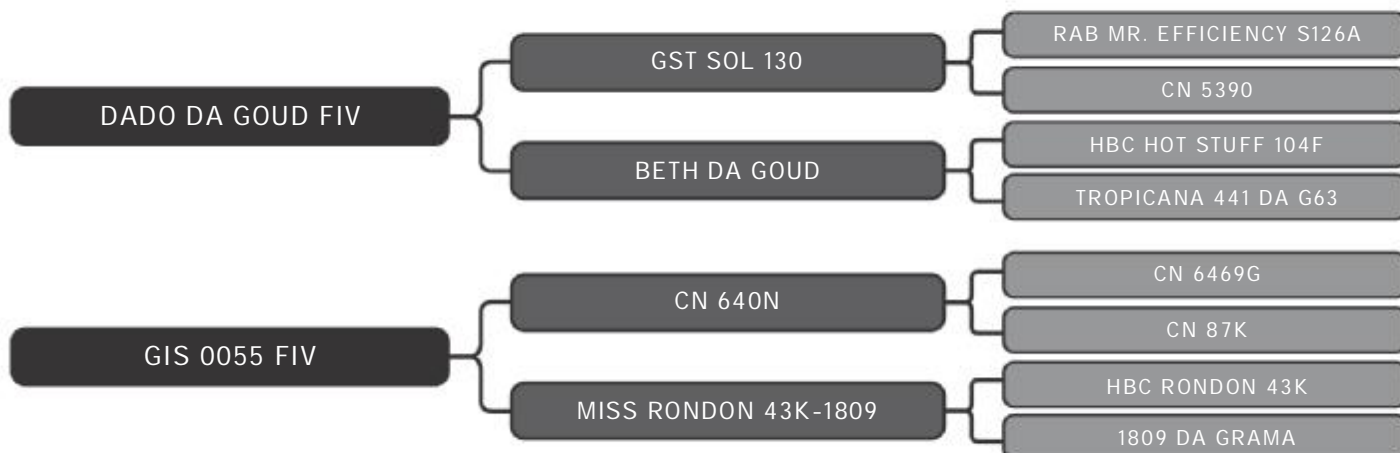 DADO DA GOUD FIV
GST SOL 130
RAB MR. EFFICIENCY S126A
CN 5390
BETH DA GOUD
HBC HOT STUFF 104F
TROPICANA 441 DA G63
GIS 0055 FIV
CN 640N
CN 6469G
CN 87K
MISS RONDON 43K-1809
HBC RONDON 43K
1809 DA GRAMA